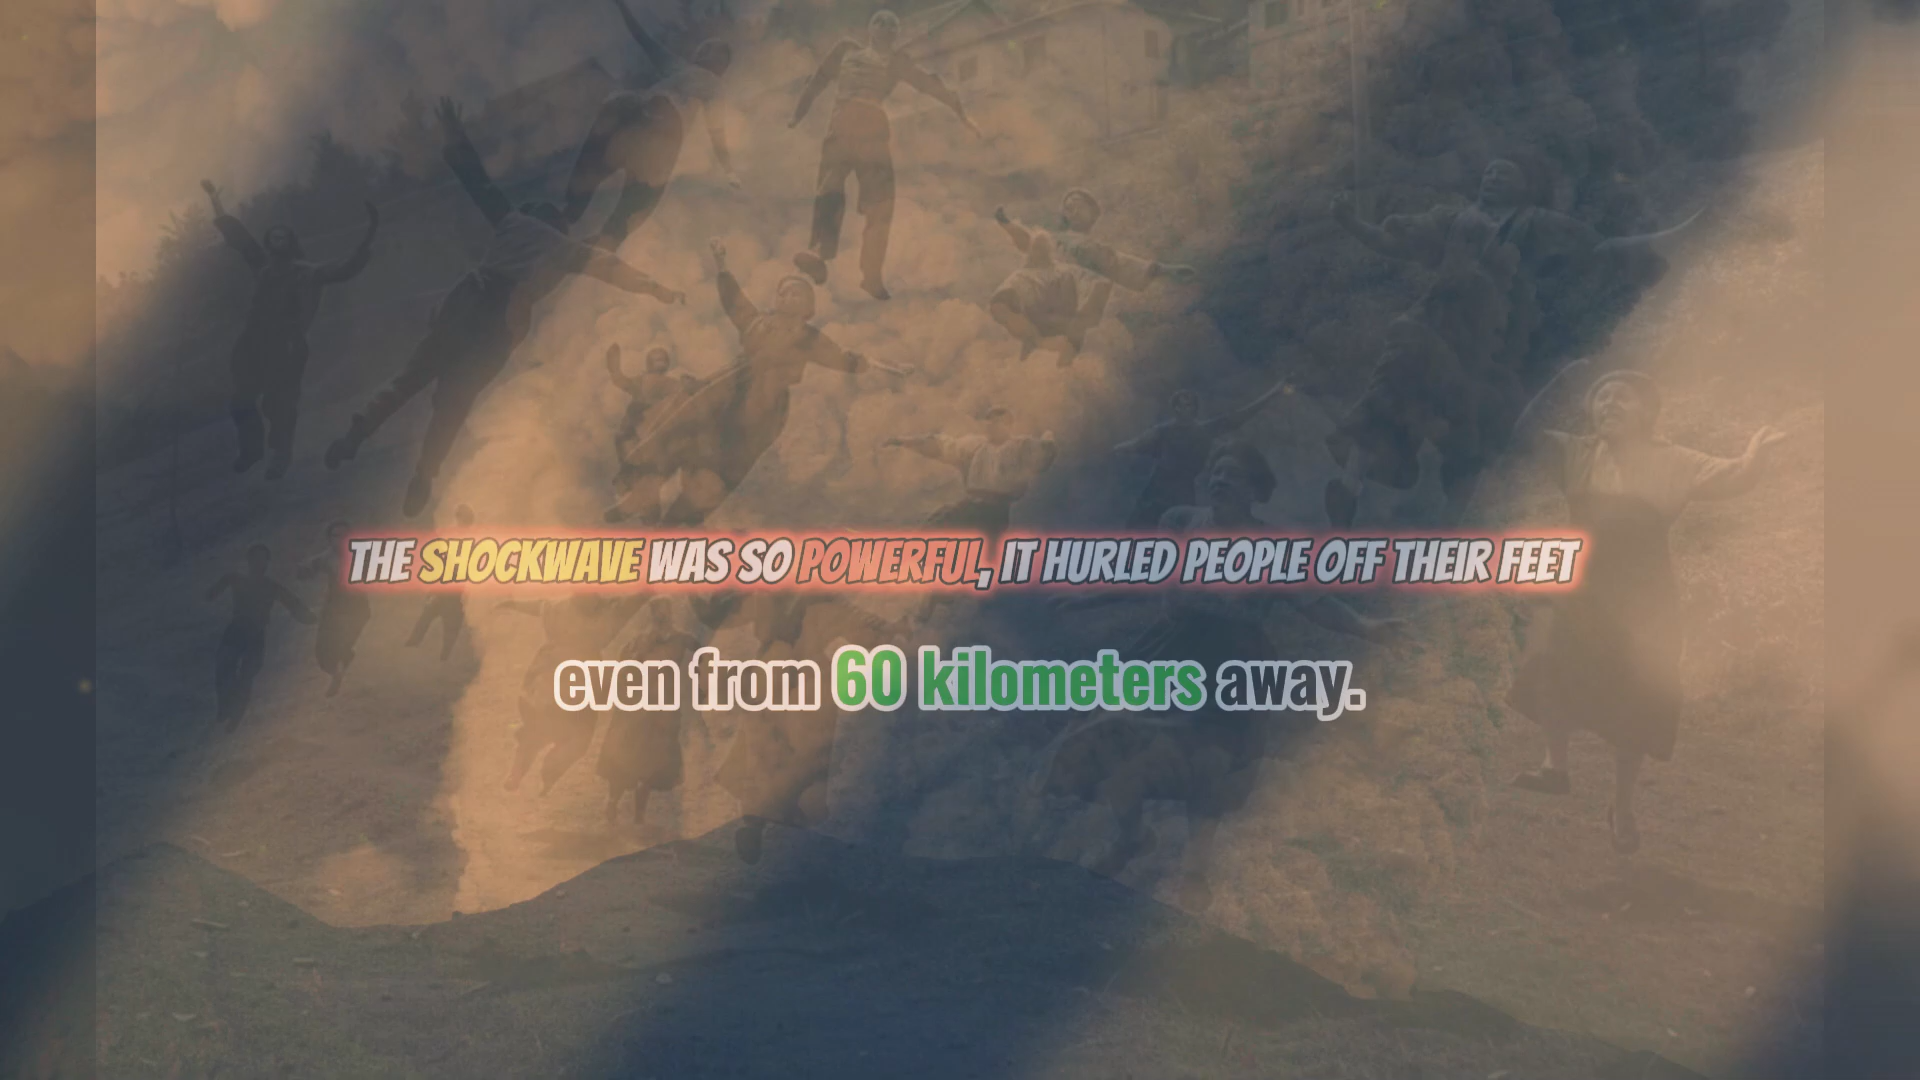 THE SHOCKWAVE WAS SO POWERFUL, IT HURLED PEOPLE OFF THEIR FEET
even from 60 kilometers away.